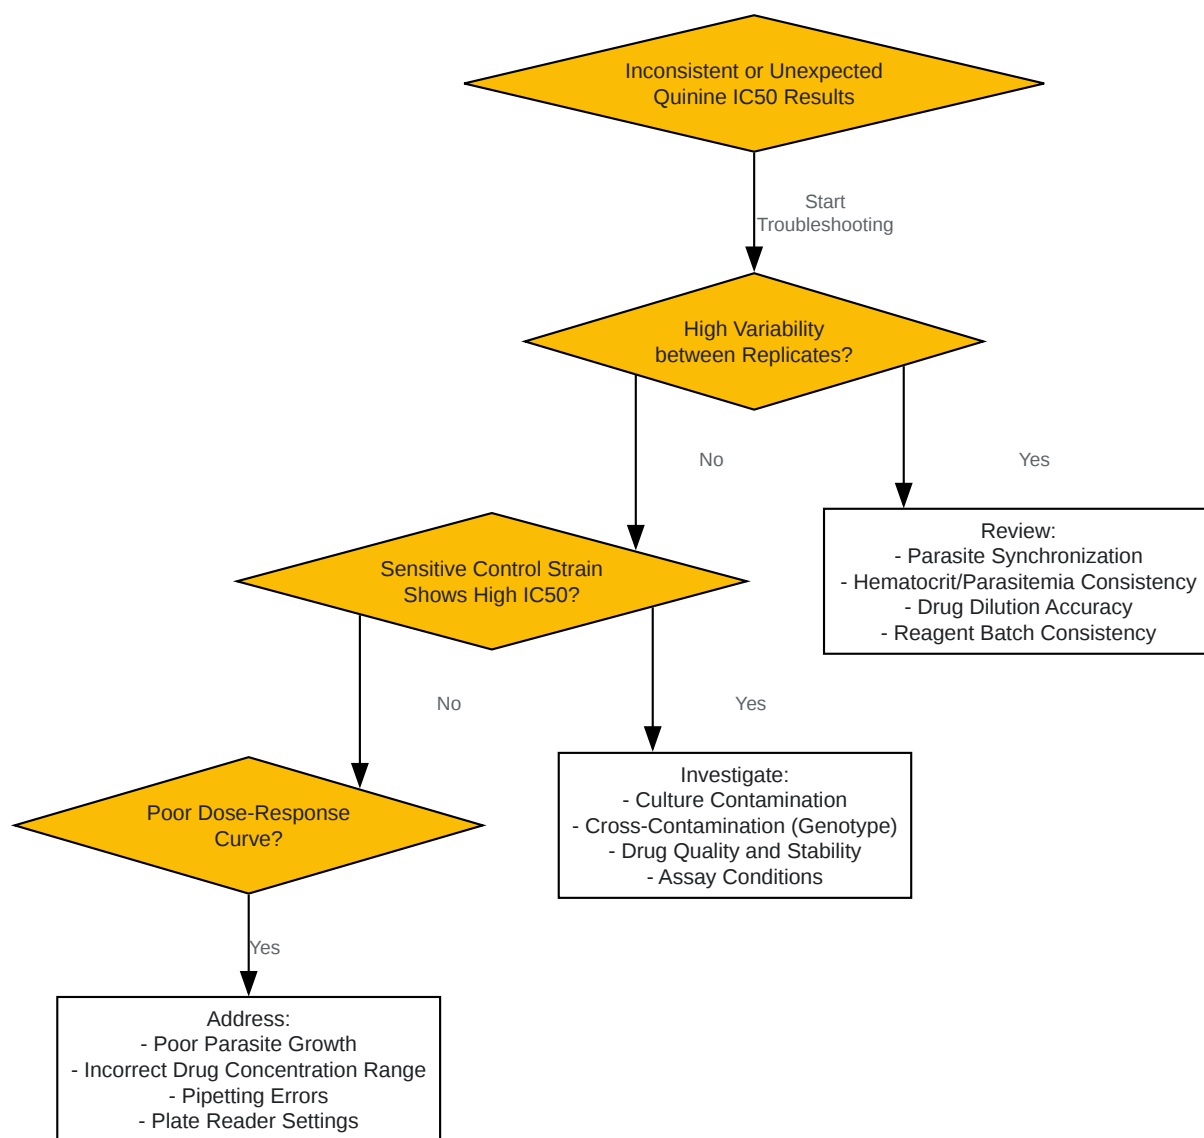 Inconsistent or Unexpected
Quinine IC50 Results
Start
Troubleshooting
High Variability
between Replicates?
No
Yes
Review:
- Parasite Synchronization
- Hematocrit/Parasitemia Consistency
- Drug Dilution Accuracy
- Reagent Batch Consistency
Sensitive Control Strain
Shows High IC50?
No
Yes
Investigate:
- Culture Contamination
- Cross-Contamination (Genotype)
- Drug Quality and Stability
- Assay Conditions
Poor Dose-Response
Curve?
Yes
Address:
- Poor Parasite Growth
- Incorrect Drug Concentration Range
- Pipetting Errors
- Plate Reader Settings